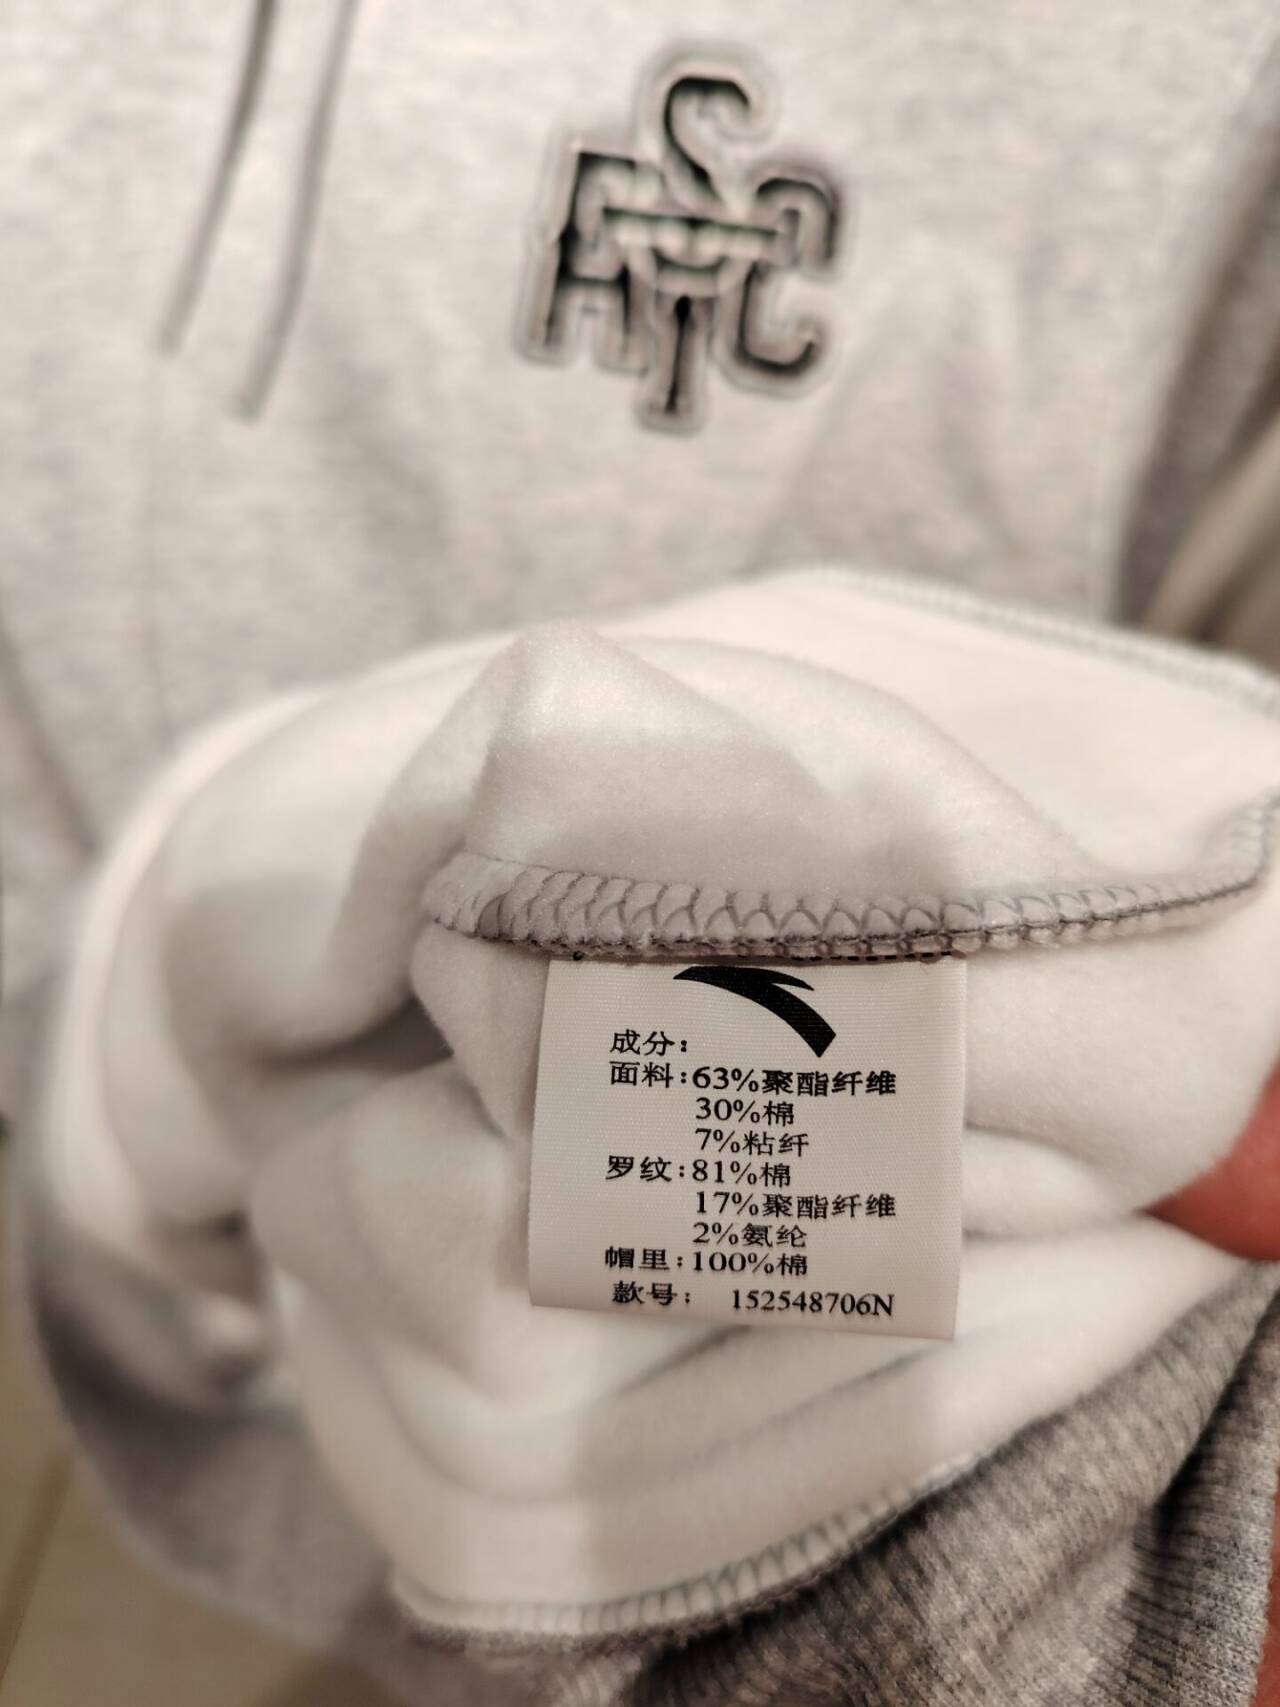 成分:
面料:63%聚酯纤维
30%棉
7%粘纤
罗纹:81%棉
17%聚酯纤维
2%氨纶
帽里:100%棉
款号: 152548706N